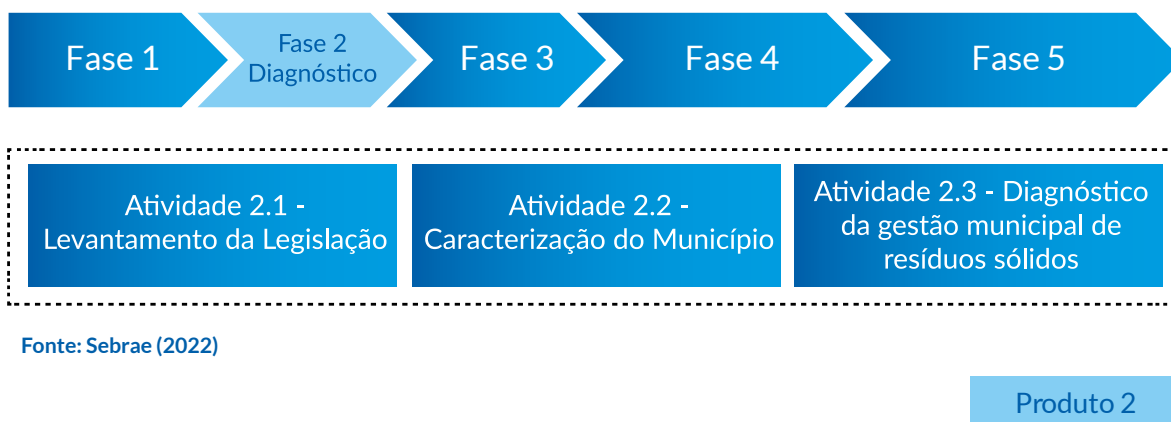 Fase 1
Fase 2
Diagnóstico
Fase 3
Fase 4
Fase 5
Atividade 2.1 -
Levantamento da Legislação
Atividade 2.2 -
Caracterização do Município
Atividade 2.3 - Diagnóstico
da gestão municipal de
resíduos sólidos
Fonte: Sebrae (2022)
Produto 2